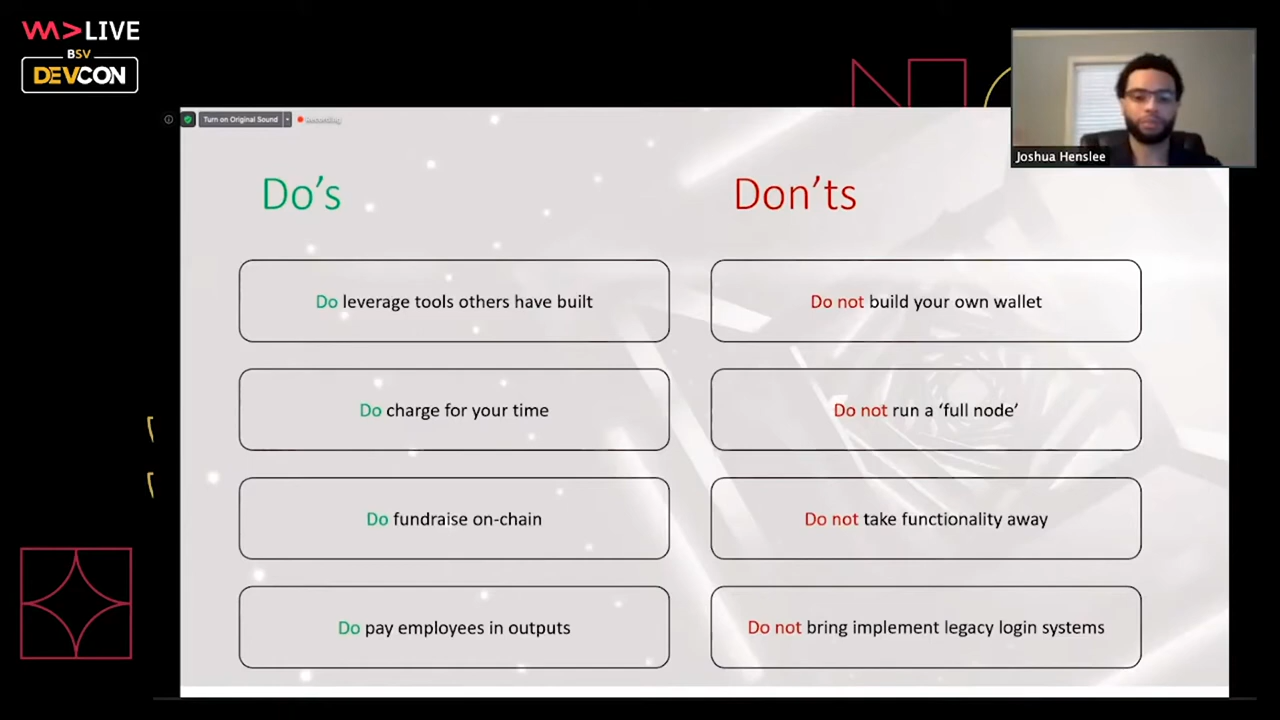 VVV>LIVE
BSV
DEVCON
Turn on Original Sound
Recording
Joshua Henslee
Do's
Don'ts
Do leverage tools others have built
Do not build your own wallet
Do charge for your time
Do not run a ‘full node’
Do fundraise on-chain
Do not take functionality away
Do pay employees in outputs
Do not bring implement legacy login systems